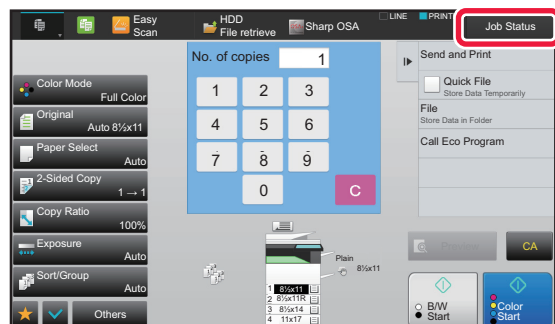 Easy
Scan
HDD
File retrieve
Sharp OSA
LINE
PRINT
Job Status
No. of copies
1
Color Mode
Full Color
Original
Auto 8½x11
Paper Select
Auto
2-Sided Copy
1→1
Copy Ratio
100%
Exposure
Auto
Sort/Group
Auto
Others
1 2 3
4 5 6
7 8 9
0 C
Plain
8½x11
1 8½x11
2 8½x11R
3 8½x14
4 11x17
Send and Print
Quick File
Store Data Temporarily
File
Store Data in Folder
Call Eco Program
CA
B/W
Start
Color
Start